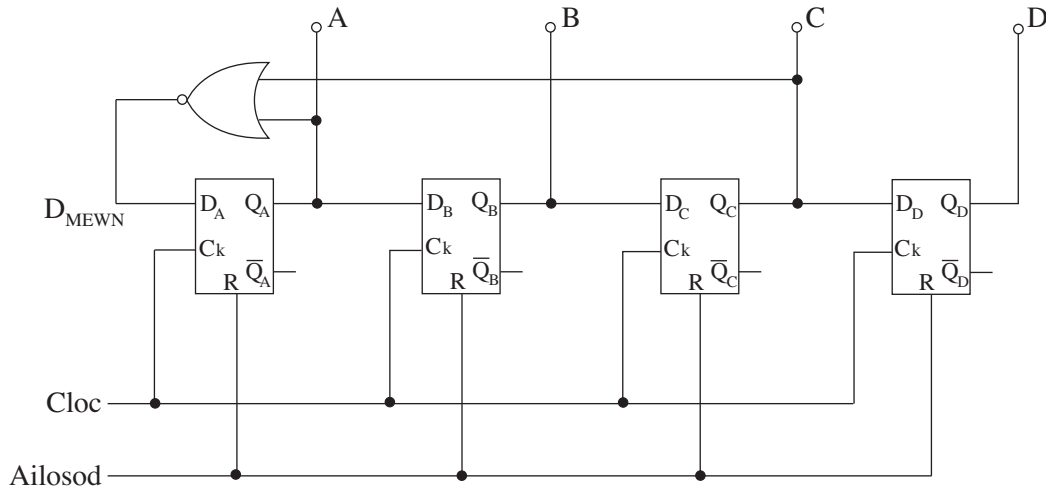 A B C D
D_A Q_A D_B Q_B D_C Q_C D_D Q_D
D_MEWN
Ck Ck Ck Ck
Q̅_A Q̅_B Q̅_C Q̅_D
R R R R
Cloc
Ailosod